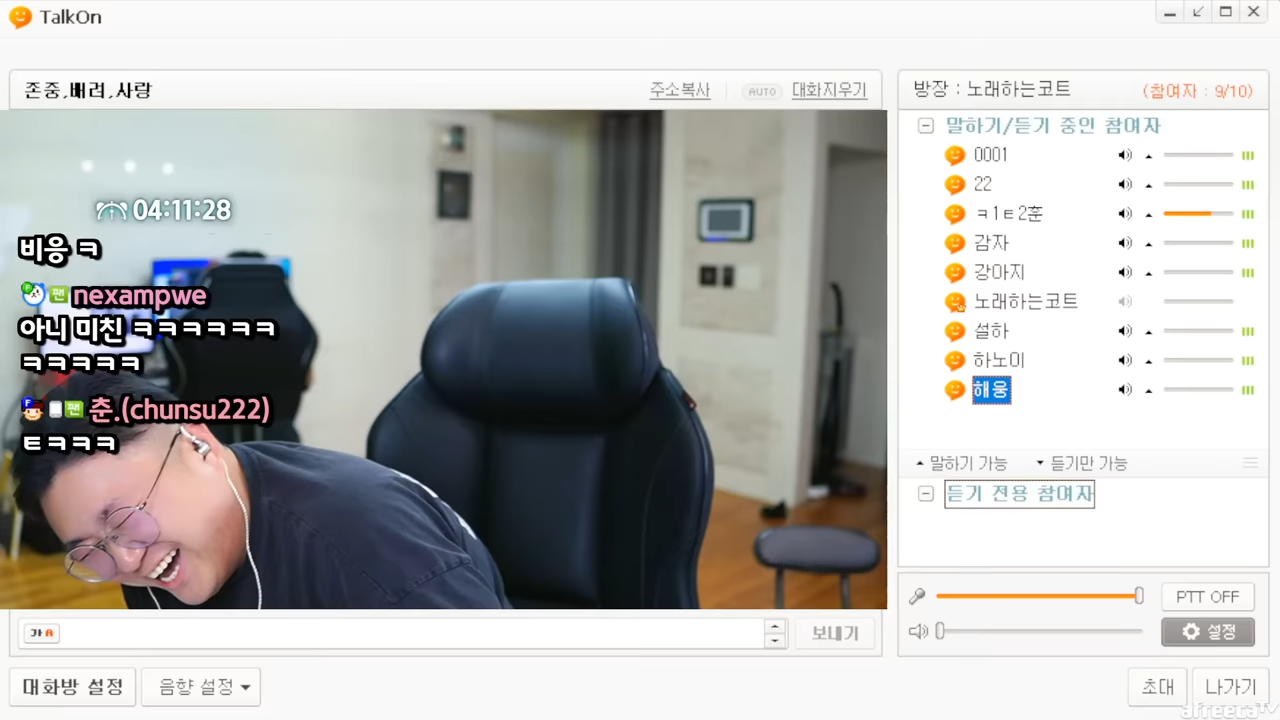 TalkOn
존중,배려,사랑
주소복사
AUTO
대화지우기
04:11:28
비웅 ㅋ
팬 nexampwe
아니 미친 ㅋㅋㅋㅋㅋㅋ
ㅋㅋㅋㅋㅋ
F 팬 춘.(chunsu222)
ㅌㅋㅋㅋ
가A
보내기
대화방 설정
음향 설정
방장 : 노래하는코트
(참여자 : 9/10)
말하기/듣기 중인 참여자
0001
22
ㅋ1ㅌ2훈
감자
강아지
노래하는코트
설하
하노이
해웅
말하기 가능
듣기만 가능
듣기 전용 참여자
PTT OFF
설정
초대
나가기
afreecaTV